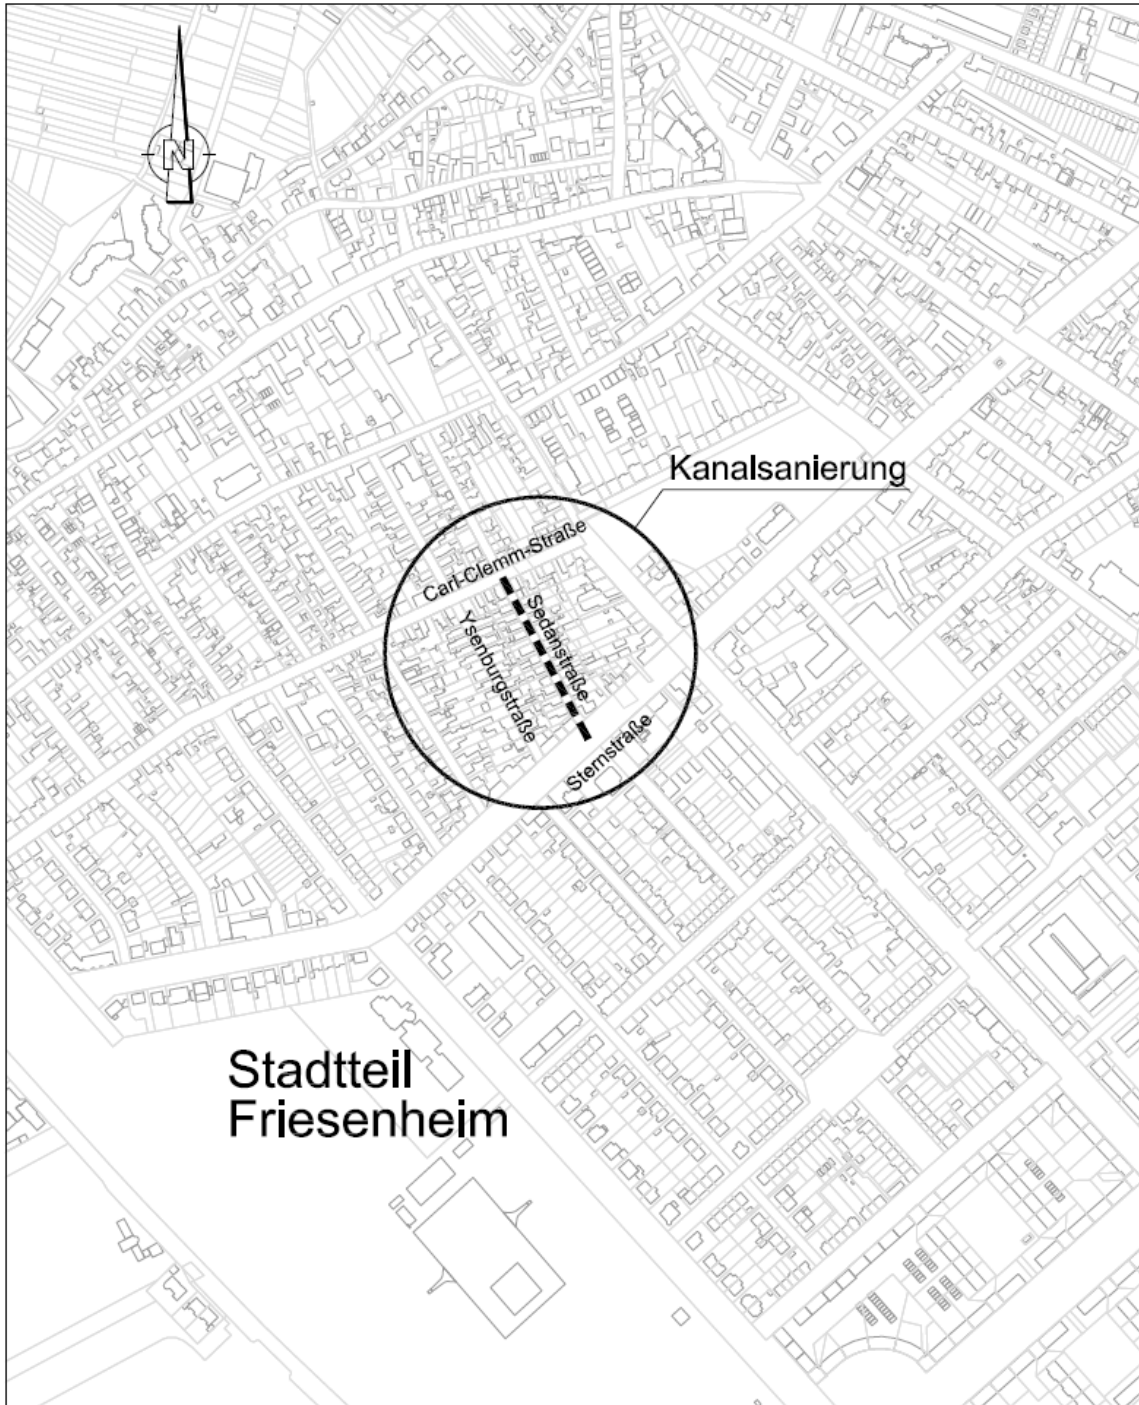 N
Kanalsanierung
Carl-Clemm-Straße
Sedanstraße
Ysenburgstraße
Sternstraße
Stadtteil
Friesenheim